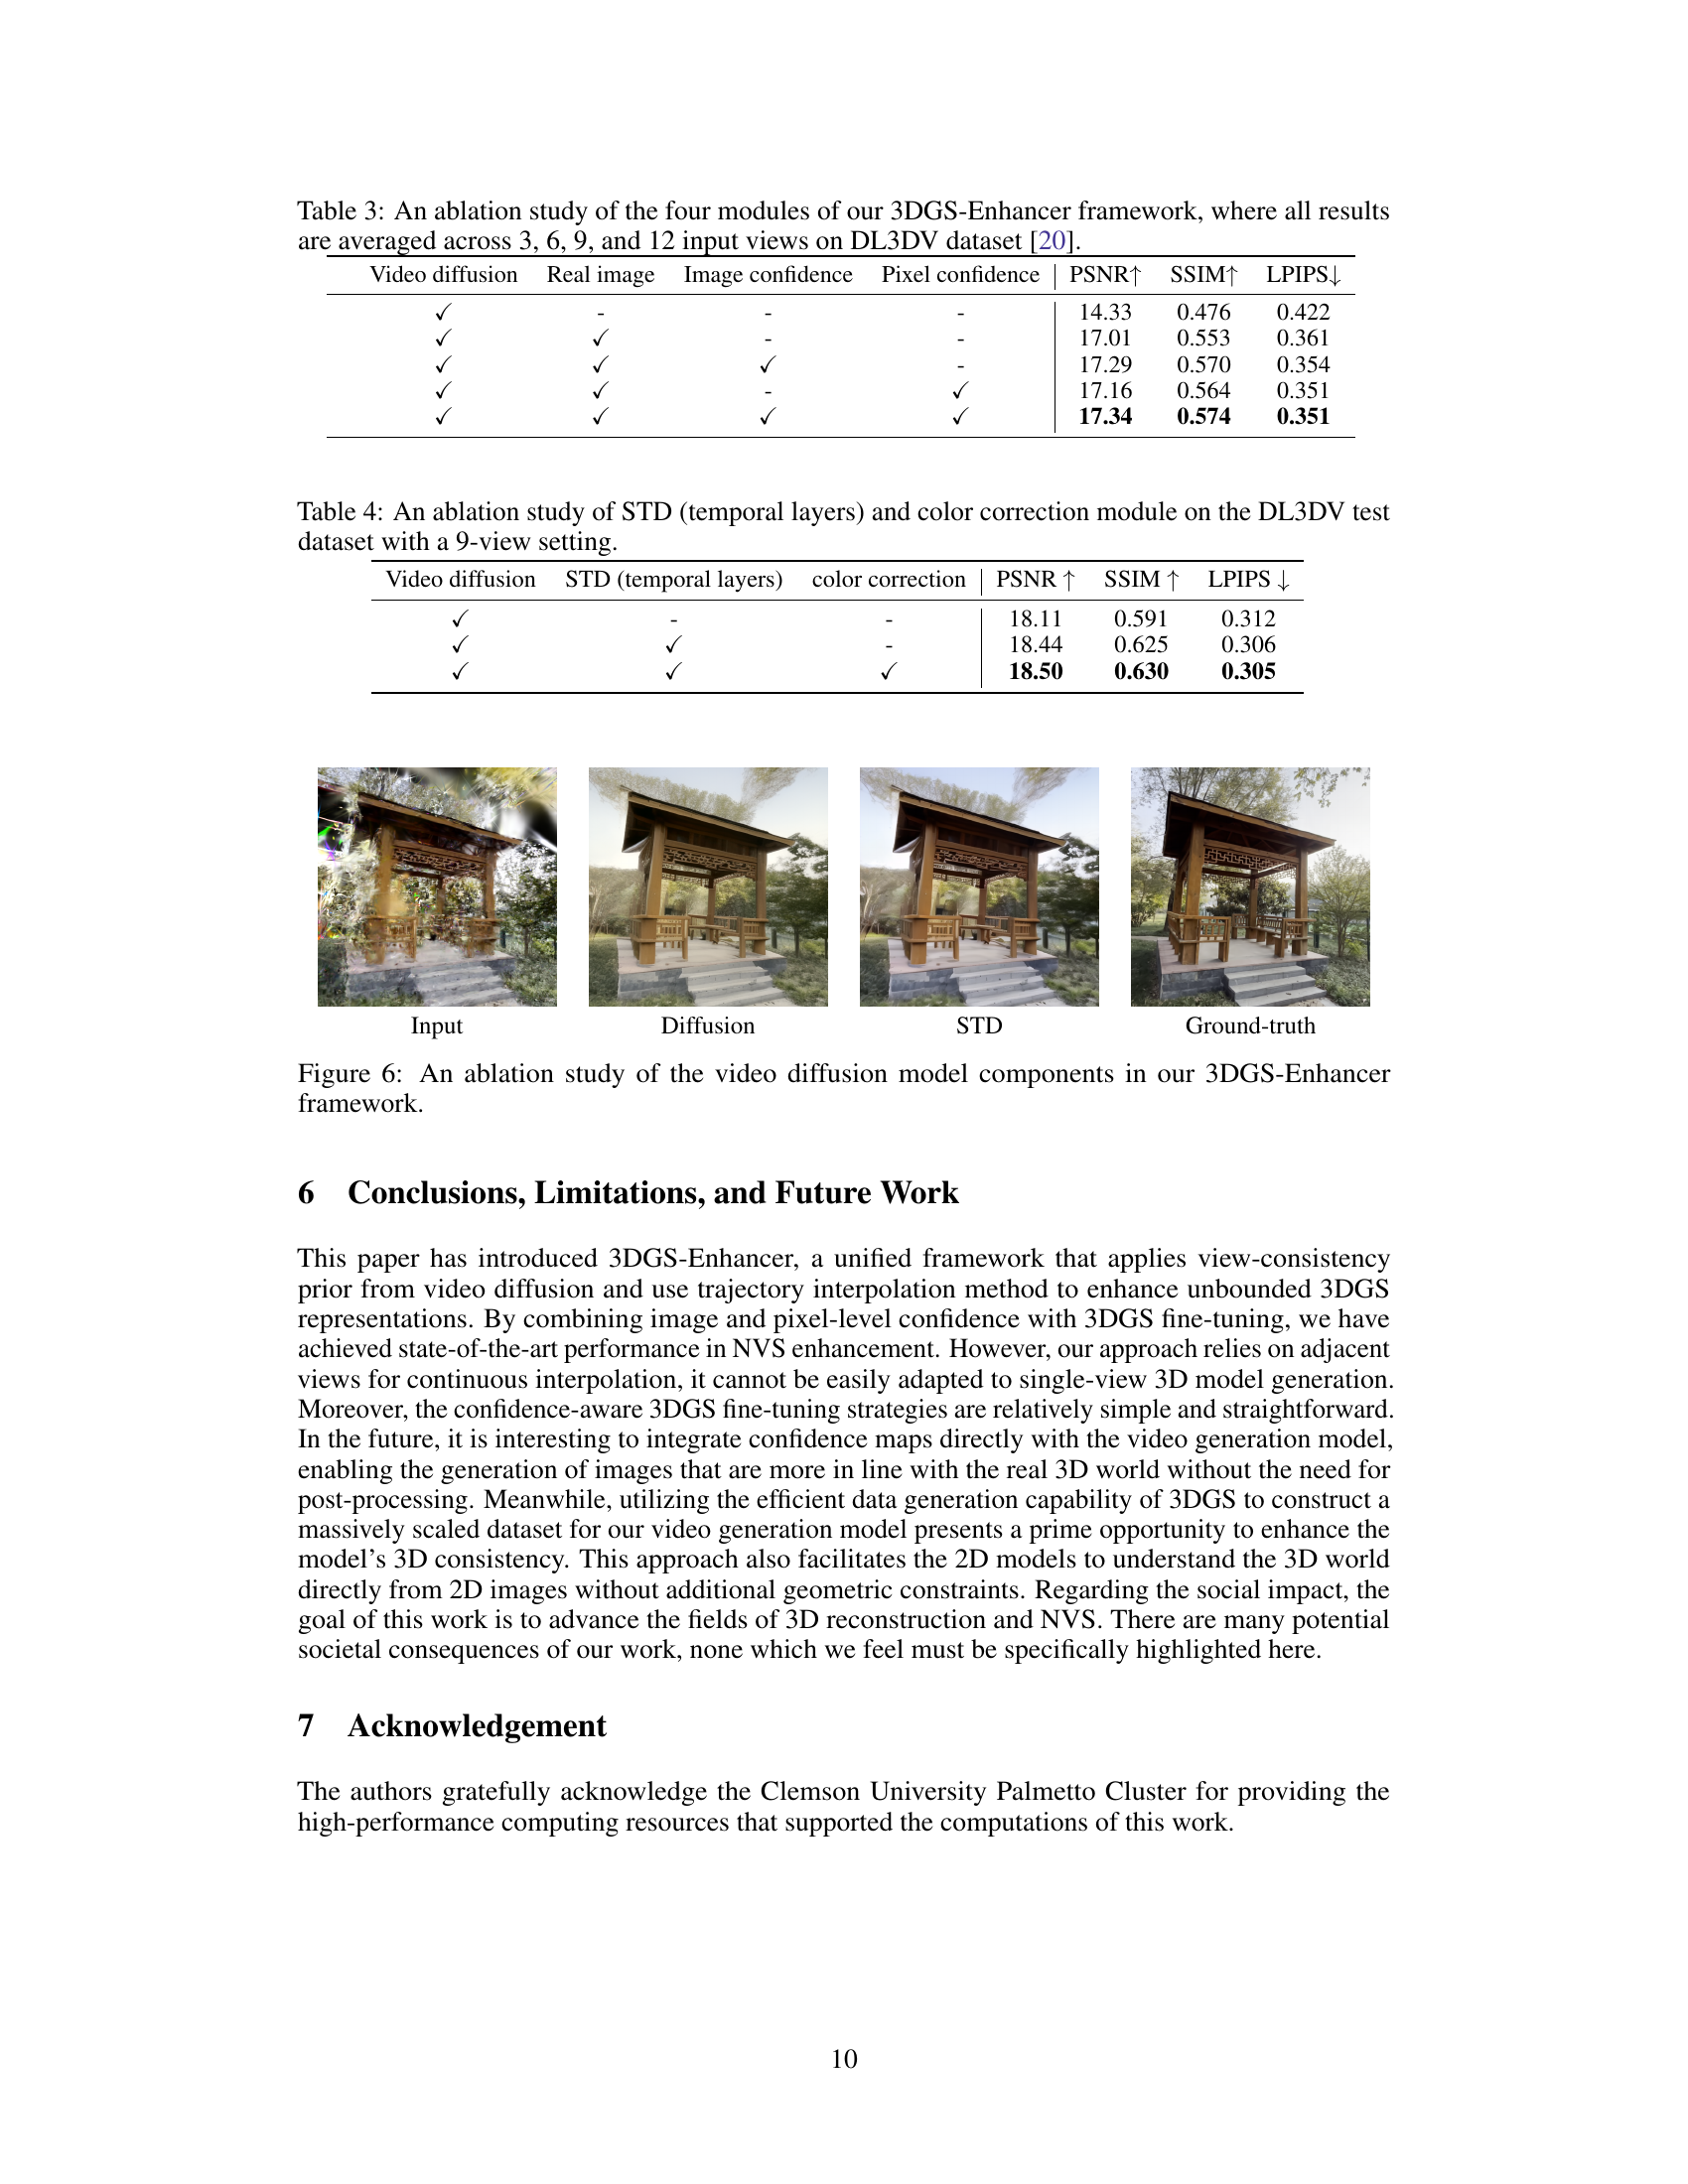 Table 3: An ablation study of the four modules of our 3DGS-Enhancer framework, where all results
are averaged across 3, 6, 9, and 12 input views on DL3DV dataset [20].
Video diffusion Real image Image confidence Pixel confidence PSNR↑ SSIM↑ LPIPS↓
✓ - - - 14.33 0.476 0.422
✓ ✓ - - 17.01 0.553 0.361
✓ ✓ ✓ - 17.29 0.570 0.354
✓ ✓ - ✓ 17.16 0.564 0.351
✓ ✓ ✓ ✓ 17.34 0.574 0.351
Table 4: An ablation study of STD (temporal layers) and color correction module on the DL3DV test
dataset with a 9-view setting.
Video diffusion STD (temporal layers) color correction PSNR ↑ SSIM ↑ LPIPS ↓
✓ - - 18.11 0.591 0.312
✓ ✓ - 18.44 0.625 0.306
✓ ✓ ✓ 18.50 0.630 0.305
Input Diffusion STD Ground-truth
Figure 6: An ablation study of the video diffusion model components in our 3DGS-Enhancer
framework.
6 Conclusions, Limitations, and Future Work
This paper has introduced 3DGS-Enhancer, a unified framework that applies view-consistency
prior from video diffusion and use trajectory interpolation method to enhance unbounded 3DGS
representations. By combining image and pixel-level confidence with 3DGS fine-tuning, we have
achieved state-of-the-art performance in NVS enhancement. However, our approach relies on adjacent
views for continuous interpolation, it cannot be easily adapted to single-view 3D model generation.
Moreover, the confidence-aware 3DGS fine-tuning strategies are relatively simple and straightforward.
In the future, it is interesting to integrate confidence maps directly with the video generation model,
enabling the generation of images that are more in line with the real 3D world without the need for
post-processing. Meanwhile, utilizing the efficient data generation capability of 3DGS to construct a
massively scaled dataset for our video generation model presents a prime opportunity to enhance the
model's 3D consistency. This approach also facilitates the 2D models to understand the 3D world
directly from 2D images without additional geometric constraints. Regarding the social impact, the
goal of this work is to advance the fields of 3D reconstruction and NVS. There are many potential
societal consequences of our work, none which we feel must be specifically highlighted here.
7 Acknowledgement
The authors gratefully acknowledge the Clemson University Palmetto Cluster for providing the
high-performance computing resources that supported the computations of this work.
10